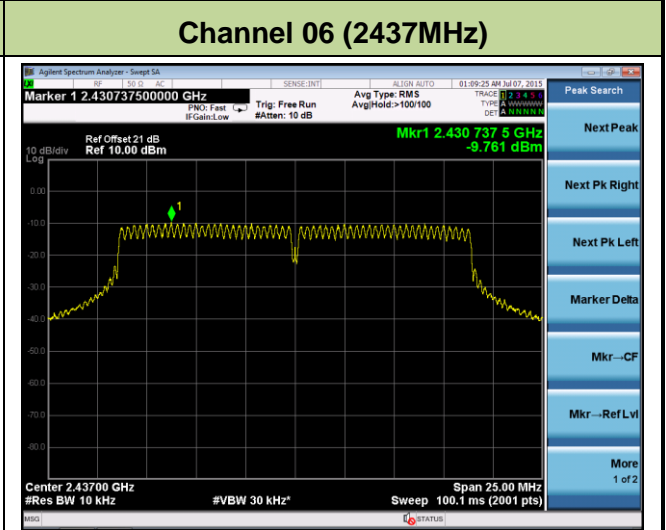 Channel 06 (2437MHz)
Agilent Spectrum Analyzer - Swept SA
RF 50 Ω AC SENSE:INT ALIGN AUTO 01:09:25 AM Jul 07, 2015
Marker 1 2.430737500000 GHz
PNO: Fast
IFGain:Low
Trig: Free Run
#Atten: 10 dB
Avg Type: RMS
Avg|Hold:>100/100
TRACE 1 2 3 4 5 6
TYPE A WWWWW
DET A N N N N N
Peak Search
Mkr1 2.430 737 5 GHz
-9.761 dBm
Ref Offset 21 dB
10 dB/div Ref 10.00 dBm
Log
0.00
-10.0
-20.0
-30.0
-40.0
-50.0
-60.0
-70.0
-80.0
1
Center 2.43700 GHz Span 25.00 MHz
#Res BW 10 kHz #VBW 30 kHz* Sweep 100.1 ms (2001 pts)
MSG STATUS
Next Peak
Next Pk Right
Next Pk Left
Marker Delta
Mkr→CF
Mkr→Ref Lvl
More
1 of 2